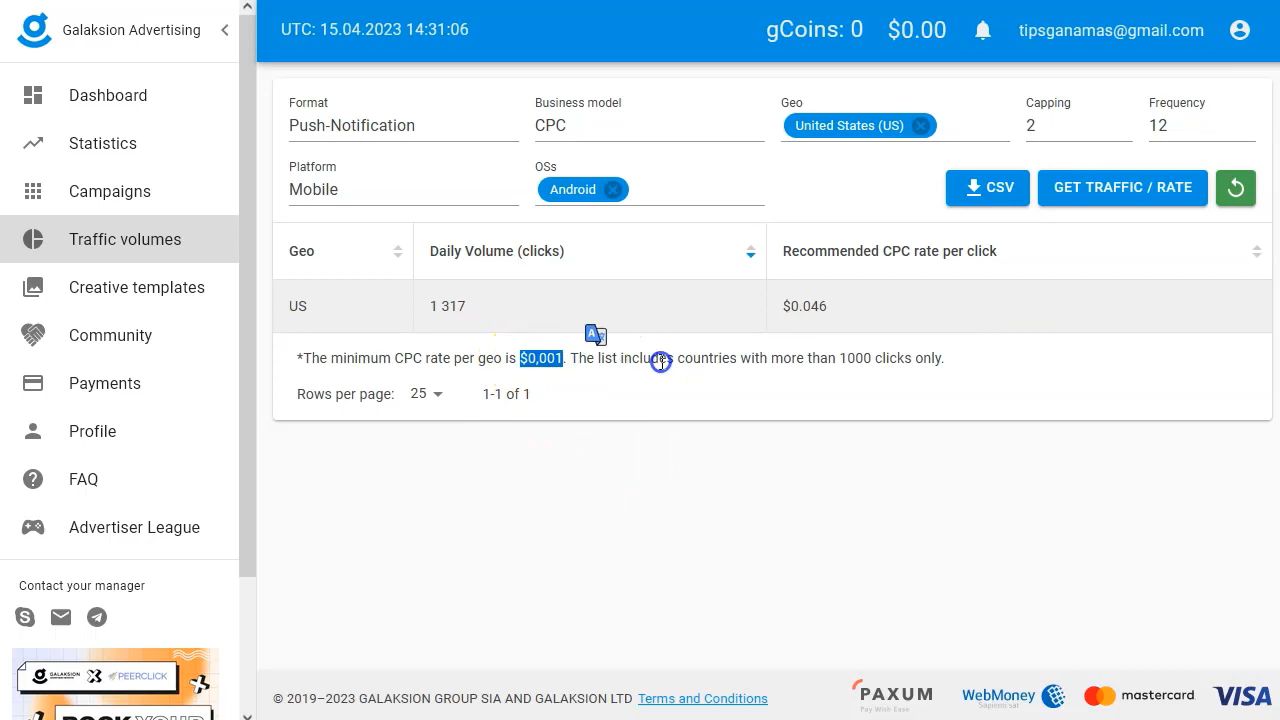 Galaksion Advertising
UTC: 15.04.2023 14:31:06
gCoins: 0
$0.00
tipsganamas@gmail.com
Dashboard
Statistics
Campaigns
Traffic volumes
Creative templates
Community
Payments
Profile
FAQ
Advertiser League
Contact your manager
GALAKSION
PEERCLICK
Format
Push-Notification
Business model
CPC
Geo
United States (US)
Capping
2
Frequency
12
Platform
Mobile
OSs
Android
CSV
GET TRAFFIC / RATE
Geo
Daily Volume (clicks)
Recommended CPC rate per click
US
1 317
$0.046
*The minimum CPC rate per geo is $0,001. The list includes countries with more than 1000 clicks only.
Rows per page: 25
1-1 of 1
© 2019–2023 GALAKSION GROUP SIA AND GALAKSION LTD Terms and Conditions
PAXUM
Pay With Ease
WebMoney
mastercard
VISA